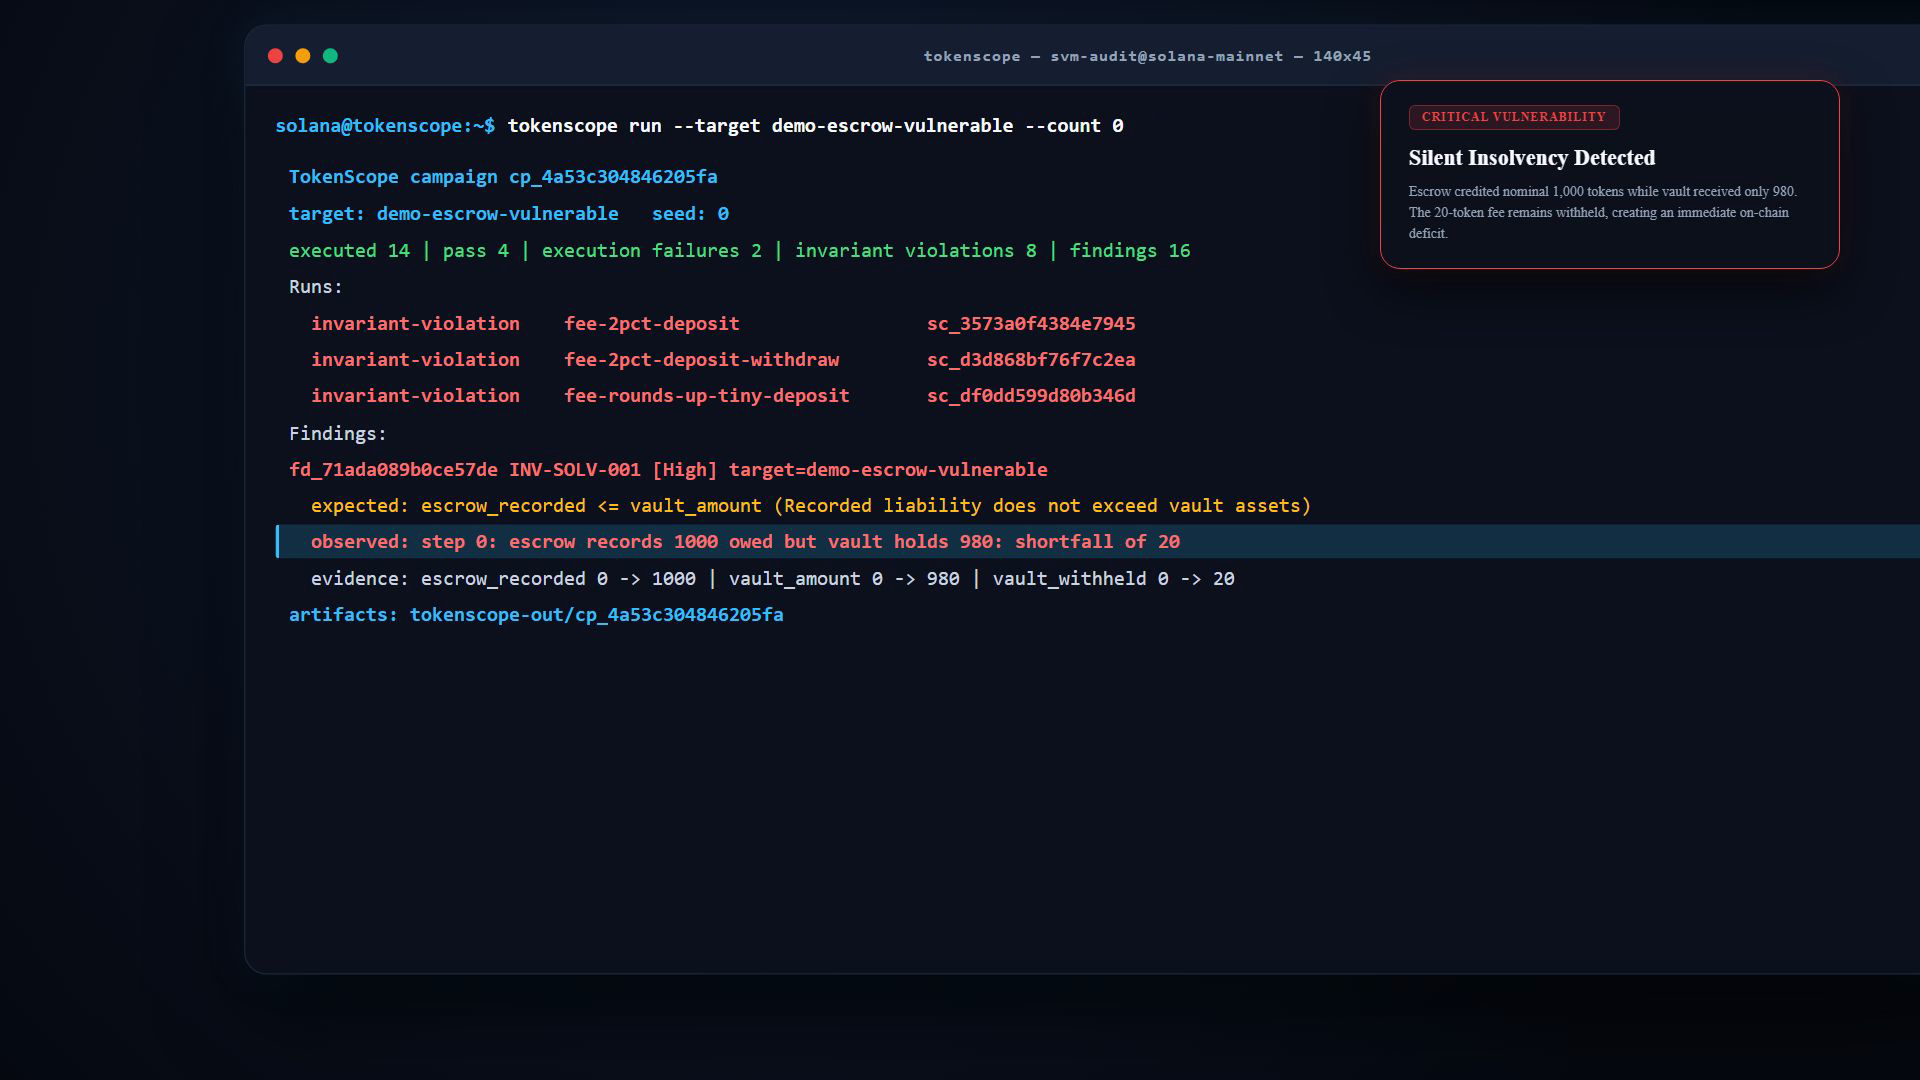 tokenscope — svm-audit@solana-mainnet — 140x45
solana@tokenscope:~$ tokenscope run --target demo-escrow-vulnerable --count 0
TokenScope campaign cp_4a53c304846205fa
target: demo-escrow-vulnerable   seed: 0
executed 14 | pass 4 | execution failures 2 | invariant violations 8 | findings 16
Runs:
invariant-violation    fee-2pct-deposit                 sc_3573a0f4384e7945
invariant-violation    fee-2pct-deposit-withdraw        sc_d3d868bf76f7c2ea
invariant-violation    fee-rounds-up-tiny-deposit       sc_df0dd599d80b346d
Findings:
fd_71ada089b0ce57de INV-SOLV-001 [High] target=demo-escrow-vulnerable
expected: escrow_recorded <= vault_amount (Recorded liability does not exceed vault assets)
observed: step 0: escrow records 1000 owed but vault holds 980: shortfall of 20
evidence: escrow_recorded 0 -> 1000 | vault_amount 0 -> 980 | vault_withheld 0 -> 20
artifacts: tokenscope-out/cp_4a53c304846205fa
CRITICAL VULNERABILITY
Silent Insolvency Detected
Escrow credited nominal 1,000 tokens while vault received only 980.
The 20-token fee remains withheld, creating an immediate on-chain
deficit.